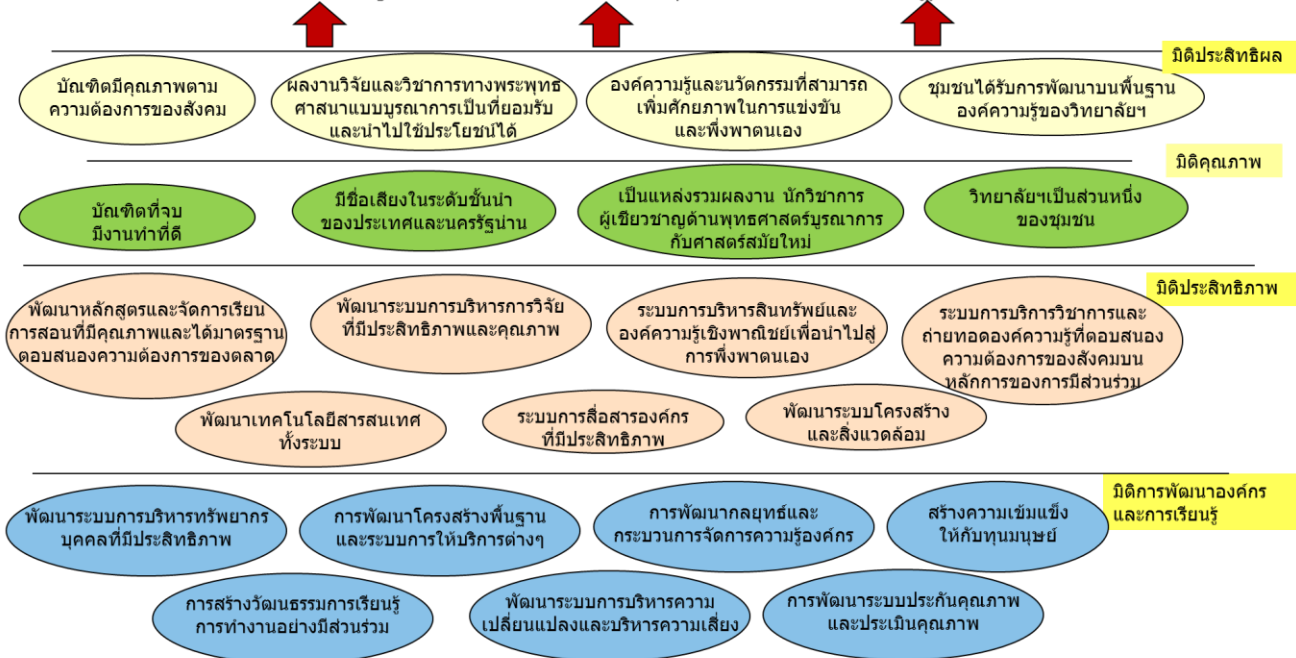 มิติประสิทธิผล
บัณฑิตมีคุณภาพตาม
ความต้องการของสังคม
ผลงานวิจัยและวิชาการทางพระพุทธ
ศาสนาแบบบูรณาการเป็นที่ยอมรับ
และนำไปใช้ประโยชน์ได้
องค์ความรู้และนวัตกรรมที่สามารถ
เพิ่มศักยภาพในการแข่งขัน
และพึ่งพาตนเอง
ชุมชนได้รับการพัฒนาบนพื้นฐาน
องค์ความรู้ของวิทยาลัยฯ
มิติคุณภาพ
บัณฑิตที่จบ
มีงานทำที่ดี
มีชื่อเสียงในระดับชั้นนำ
ของประเทศและนครรัฐน่าน
เป็นแหล่งรวมผลงาน นักวิชาการ
ผู้เชียวชาญด้านพุทธศาสตร์บูรณาการ
กับศาสตร์สมัยใหม่
วิทยาลัยฯเป็นส่วนหนึ่ง
ของชุมชน
มิติประสิทธิภาพ
พัฒนาหลักสูตรและจัดการเรียน
การสอนที่มีคุณภาพและได้มาตรฐาน
ตอบสนองความต้องการของตลาด
พัฒนาระบบการบริหารการวิจัย
ที่มีประสิทธิภาพและคุณภาพ
ระบบการบริหารสินทรัพย์และ
องค์ความรู้เชิงพาณิชย์เพื่อนำไปสู่
การพึ่งพาตนเอง
ระบบการบริการวิชาการและ
ถ่ายทอดองค์ความรู้ที่ตอบสนอง
ความต้องการของสังคมบน
หลักการของการมีส่วนร่วม
พัฒนาเทคโนโลยีสารสนเทศ
ทั้งระบบ
ระบบการสื่อสารองค์กร
ที่มีประสิทธิภาพ
พัฒนาระบบโครงสร้าง
และสิ่งแวดล้อม
มิติการพัฒนาองค์กร
และการเรียนรู้
พัฒนาระบบการบริหารทรัพยากร
บุคคลที่มีประสิทธิภาพ
การพัฒนาโครงสร้างพื้นฐาน
และระบบการให้บริการต่างๆ
การพัฒนากลยุทธ์และ
กระบวนการจัดการความรู้องค์กร
สร้างความเข้มแข็ง
ให้กับทุนมนุษย์
การสร้างวัฒนธรรมการเรียนรู้
การทำงานอย่างมีส่วนร่วม
พัฒนาระบบการบริหารความ
เปลี่ยนแปลงและบริหารความเสี่ยง
การพัฒนาระบบประกันคุณภาพ
และประเมินคุณภาพ